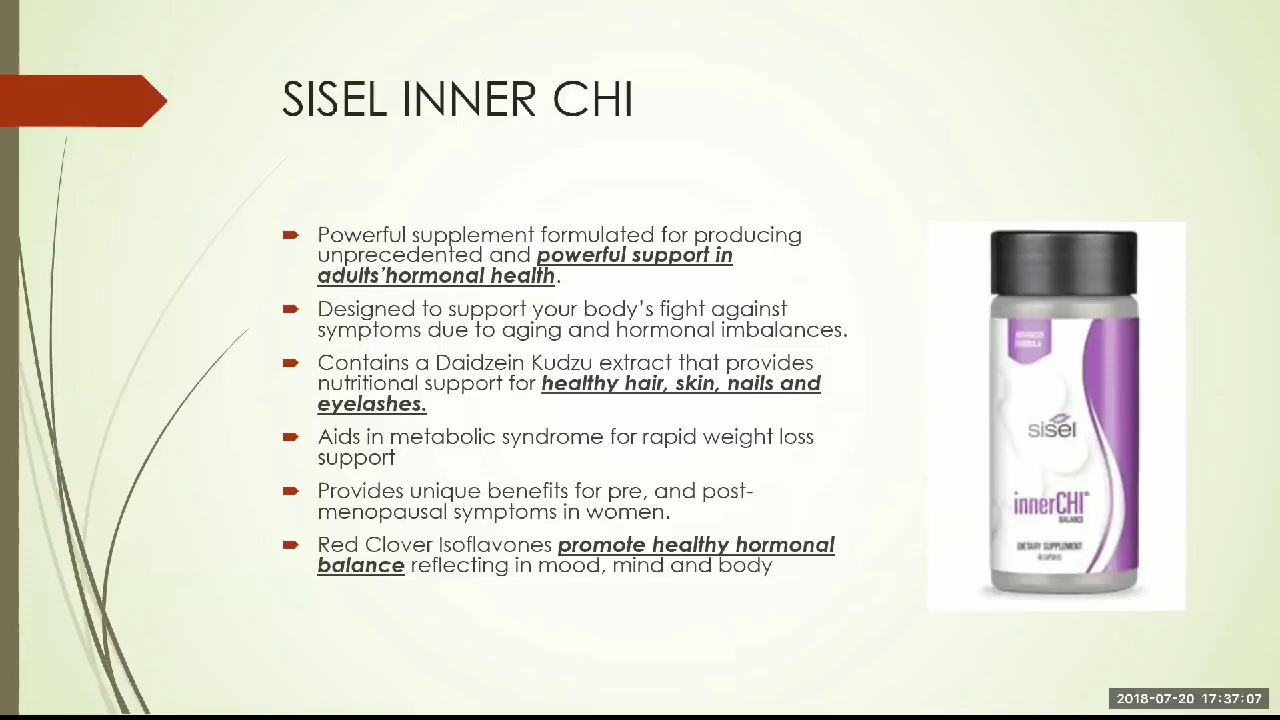 SISEL INNER CHI
Powerful supplement formulated for producing
unprecedented and powerful support in
adults’hormonal health.
Designed to support your body’s fight against
symptoms due to aging and hormonal imbalances.
Contains a Daidzein Kudzu extract that provides
nutritional support for healthy hair, skin, nails and
eyelashes.
Aids in metabolic syndrome for rapid weight loss
support
Provides unique benefits for pre, and post-
menopausal symptoms in women.
Red Clover Isoflavones promote healthy hormonal
balance reflecting in mood, mind and body
ADVANCED
FORMULA
sisel
innerCHI
BALANCE
DIETARY SUPPLEMENT
2018-07-20 17:37:07